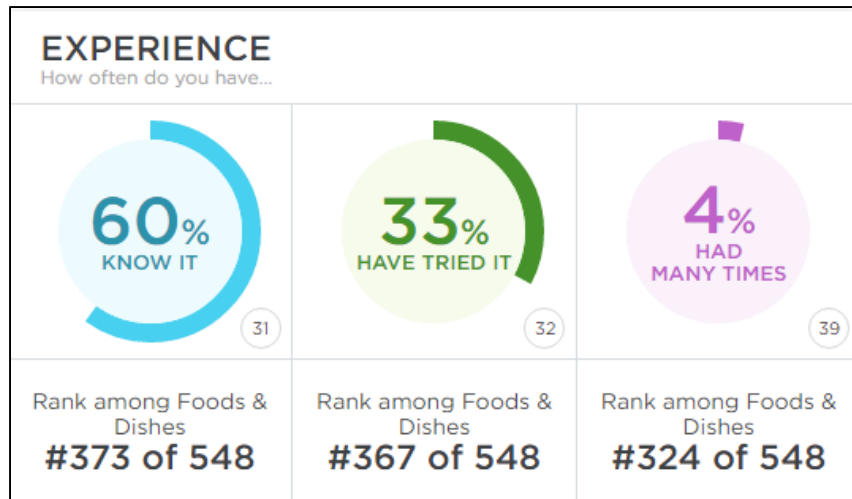 EXPERIENCE
How often do you have...
60%
KNOW IT
31
33%
HAVE TRIED IT
32
4%
HAD
MANY TIMES
39
Rank among Foods &
Dishes
#373 of 548
Rank among Foods &
Dishes
#367 of 548
Rank among Foods &
Dishes
#324 of 548